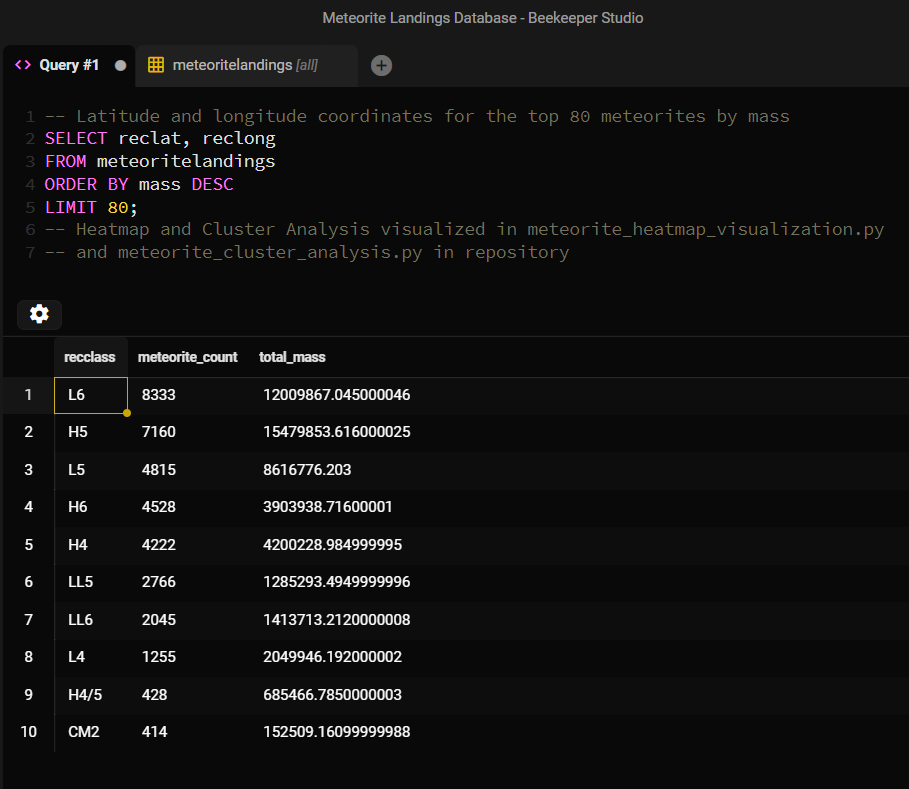 Meteorite Landings Database - Beekeeper Studio
<> Query #1 meteoritelandings [all] +
1 -- Latitude and longitude coordinates for the top 80 meteorites by mass
2 SELECT reclat, reclong
3 FROM meteoritelandings
4 ORDER BY mass DESC
5 LIMIT 80;
6 -- Heatmap and Cluster Analysis visualized in meteorite_heatmap_visualization.py
7 -- and meteorite_cluster_analysis.py in repository
recclass meteorite_count total_mass
1 L6 8333 12009867.045000046
2 H5 7160 15479853.616000025
3 L5 4815 8616776.203
4 H6 4528 3903938.71600001
5 H4 4222 4200228.984999995
6 LL5 2766 1285293.4949999996
7 LL6 2045 1413713.2120000008
8 L4 1255 2049946.192000002
9 H4/5 428 685466.7850000003
10 CM2 414 152509.16099999988